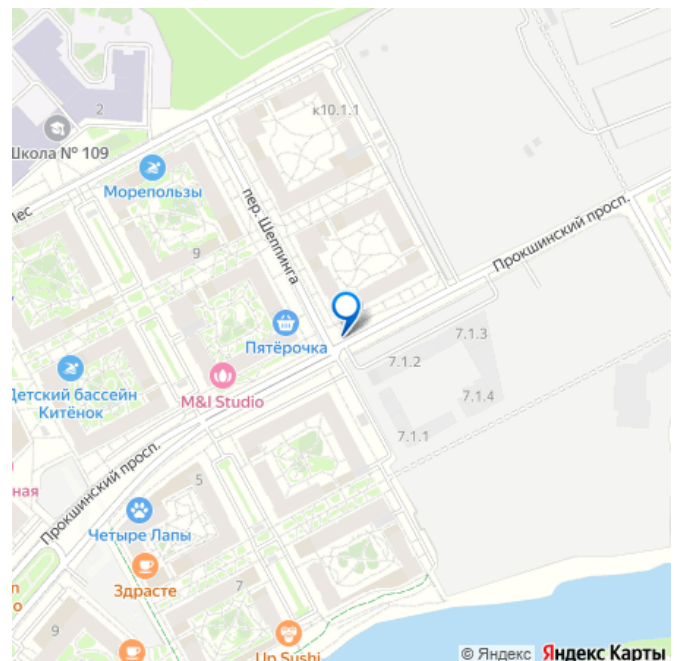 к10.1.1
2
Школа № 109
Морепользы
лес
пер. Шеппинга
9
Прокшинский просп.
Пятёрочка
7.1.3
7.1.2
Детский бассейн
Китёнок
M&I Studio
7.1.4
7.1.1
ная
Прокшинский просп.
5
Четыре Лапы
Здрасте
7
9
Up Sushi
© Яндекс Яндекс Карты